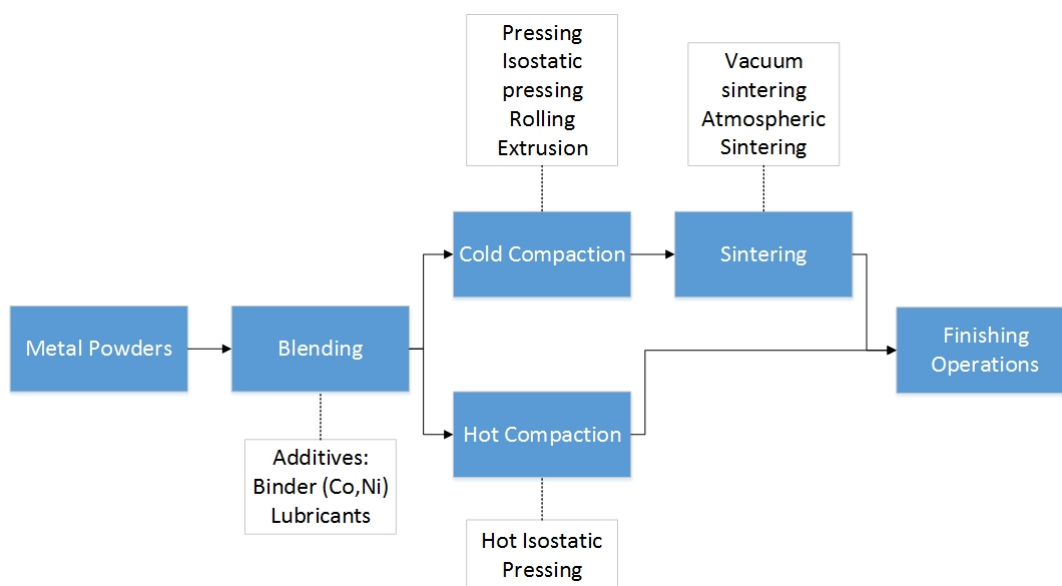 Pressing
Isostatic
pressing
Rolling
Extrusion
Vacuum
sintering
Atmospheric
Sintering
Cold Compaction
Sintering
Metal Powders
Blending
Finishing
Operations
Hot Compaction
Additives:
Binder (Co,Ni)
Lubricants
Hot Isostatic
Pressing